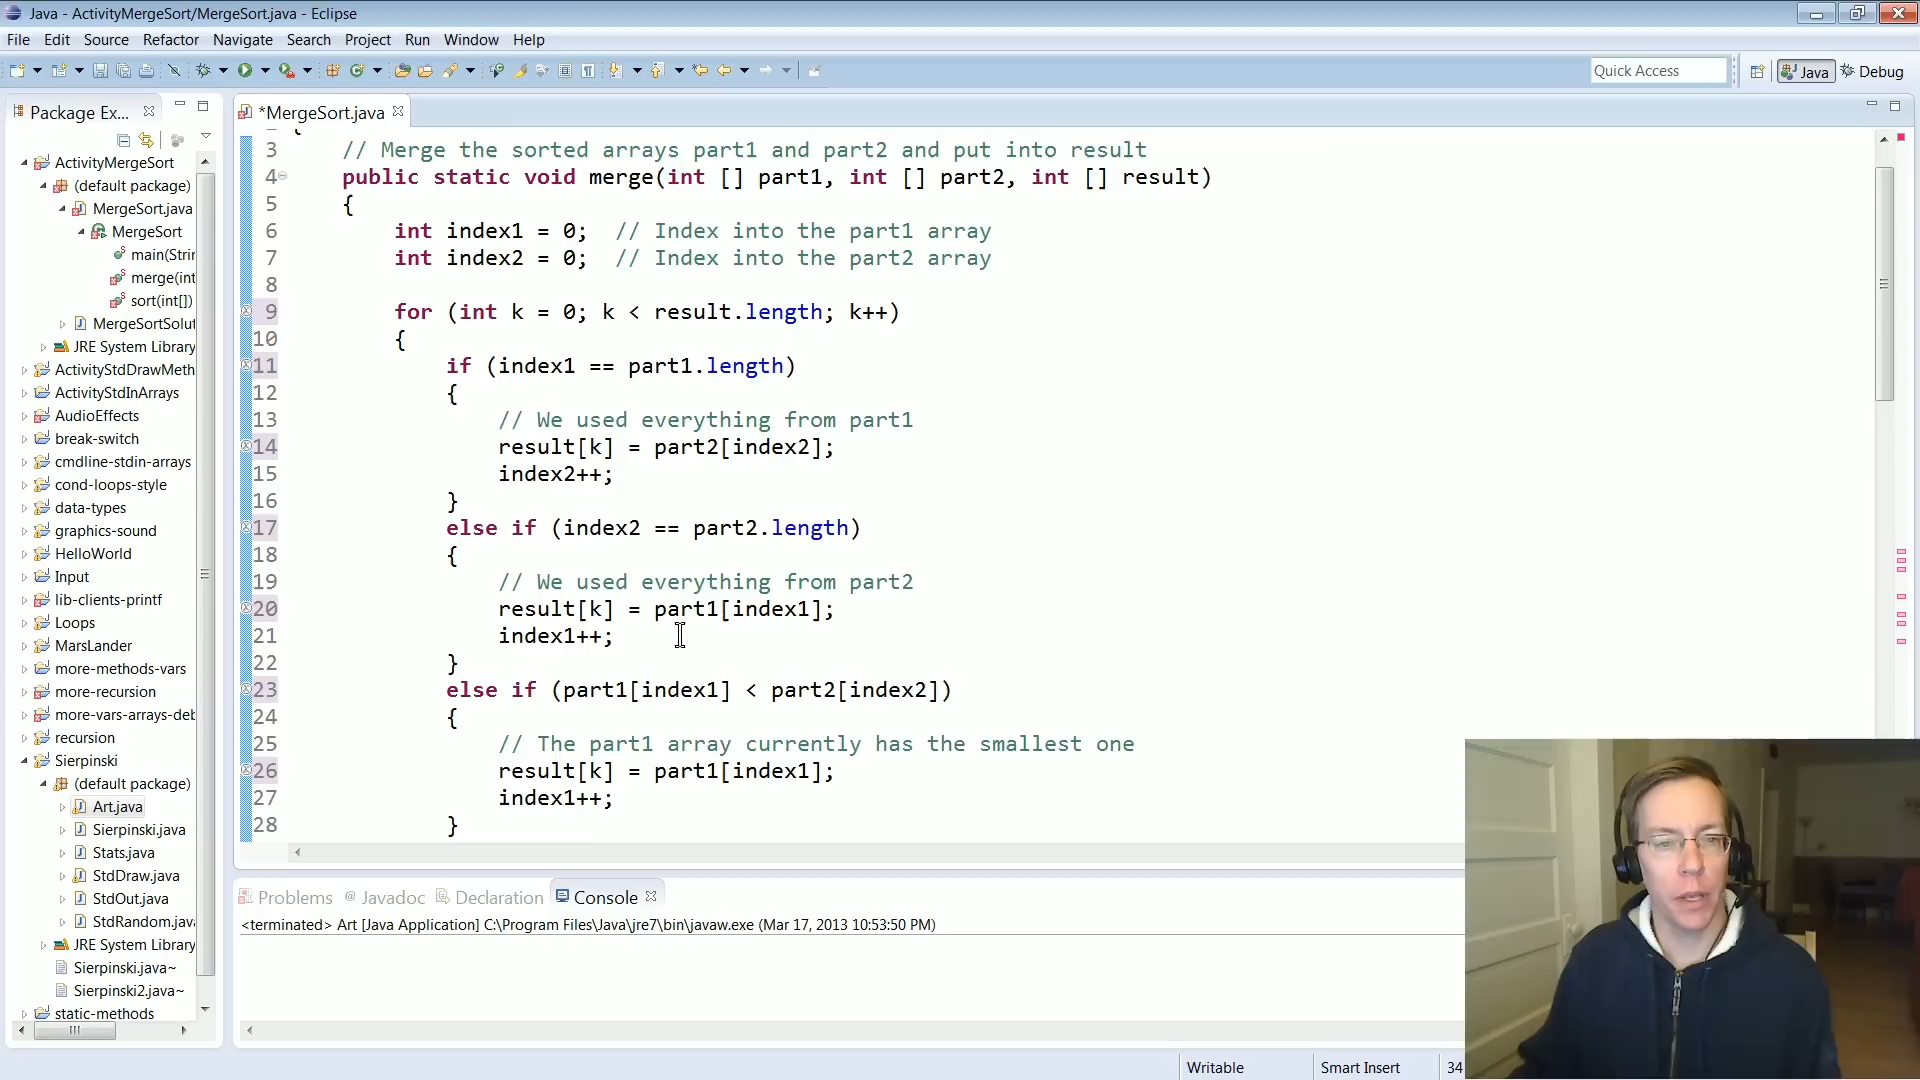 Java - ActivityMergeSort/MergeSort.java - Eclipse
File Edit Source Refactor Navigate Search Project Run Window Help
Quick Access
Java
Debug
Package Ex...
ActivityMergeSort
(default package)
MergeSort.java
MergeSort
main(Strir
merge(int
sort(int[])
MergeSortSolut
JRE System Library
ActivityStdDrawMeth
ActivityStdInArrays
AudioEffects
break-switch
cmdline-stdin-arrays
cond-loops-style
data-types
graphics-sound
HelloWorld
Input
lib-clients-printf
Loops
MarsLander
more-methods-vars
more-recursion
more-vars-arrays-deb
recursion
Sierpinski
(default package)
Art.java
Sierpinski.java
Stats.java
StdDraw.java
StdOut.java
StdRandom.java
JRE System Library
Sierpinski.java~
Sierpinski2.java~
static-methods
*MergeSort.java
3 // Merge the sorted arrays part1 and part2 and put into result
4 public static void merge(int [] part1, int [] part2, int [] result)
5 {
6 int index1 = 0; // Index into the part1 array
7 int index2 = 0; // Index into the part2 array
8
9 for (int k = 0; k < result.length; k++)
10 {
11 if (index1 == part1.length)
12 {
13 // We used everything from part1
14 result[k] = part2[index2];
15 index2++;
16 }
17 else if (index2 == part2.length)
18 {
19 // We used everything from part2
20 result[k] = part1[index1];
21 index1++;
22 }
23 else if (part1[index1] < part2[index2])
24 {
25 // The part1 array currently has the smallest one
26 result[k] = part1[index1];
27 index1++;
28 }
Problems @ Javadoc Declaration Console
<terminated> Art [Java Application] C:\Program Files\Java\jre7\bin\javaw.exe (Mar 17, 2013 10:53:50 PM)
Writable Smart Insert 34